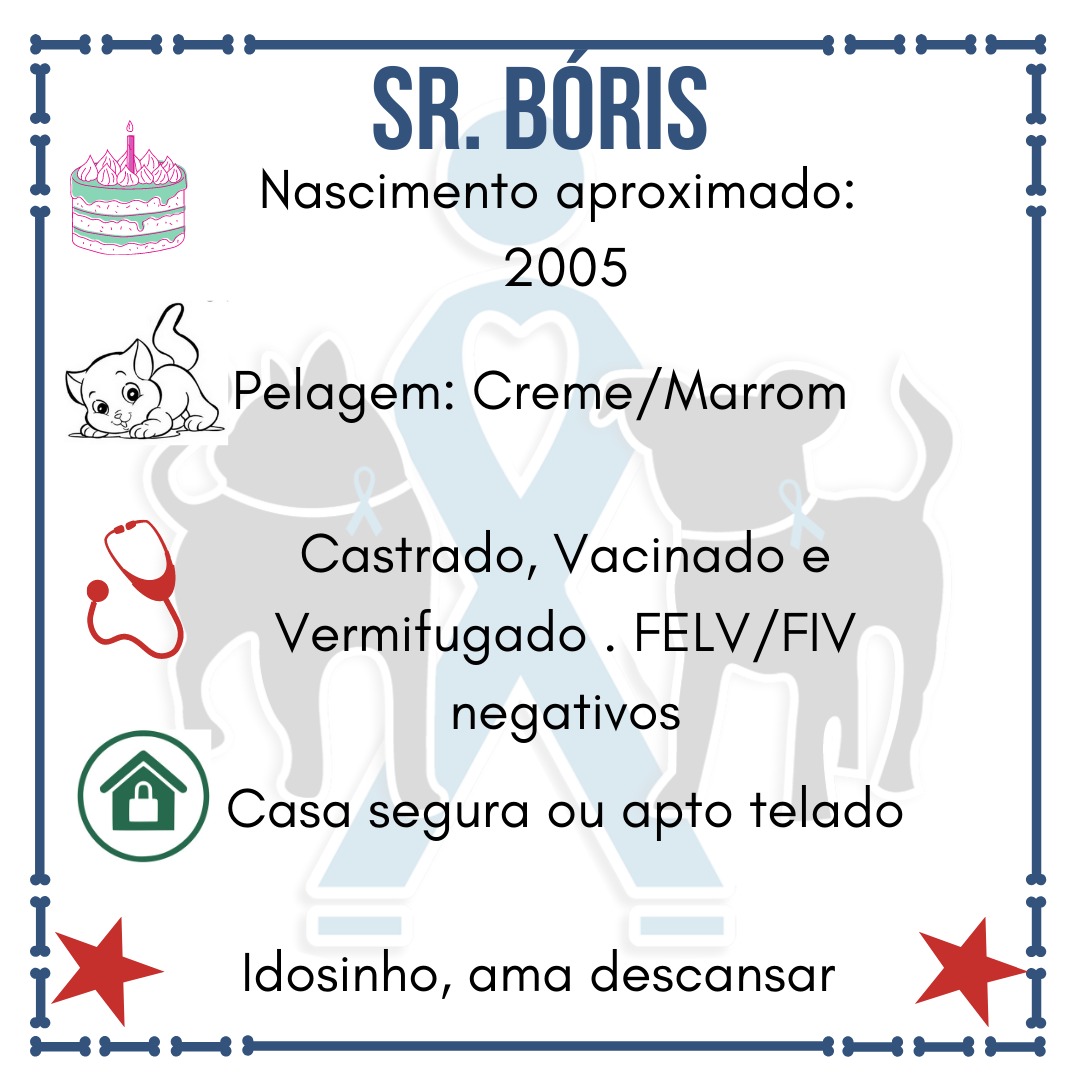 SR. BÓRIS
Nascimento aproximado:
2005
Pelagem: Creme/Marrom
Castrado, Vacinado e
Vermifugado . FELV/FIV
negativos
Casa segura ou apto telado
Idosinho, ama descansar